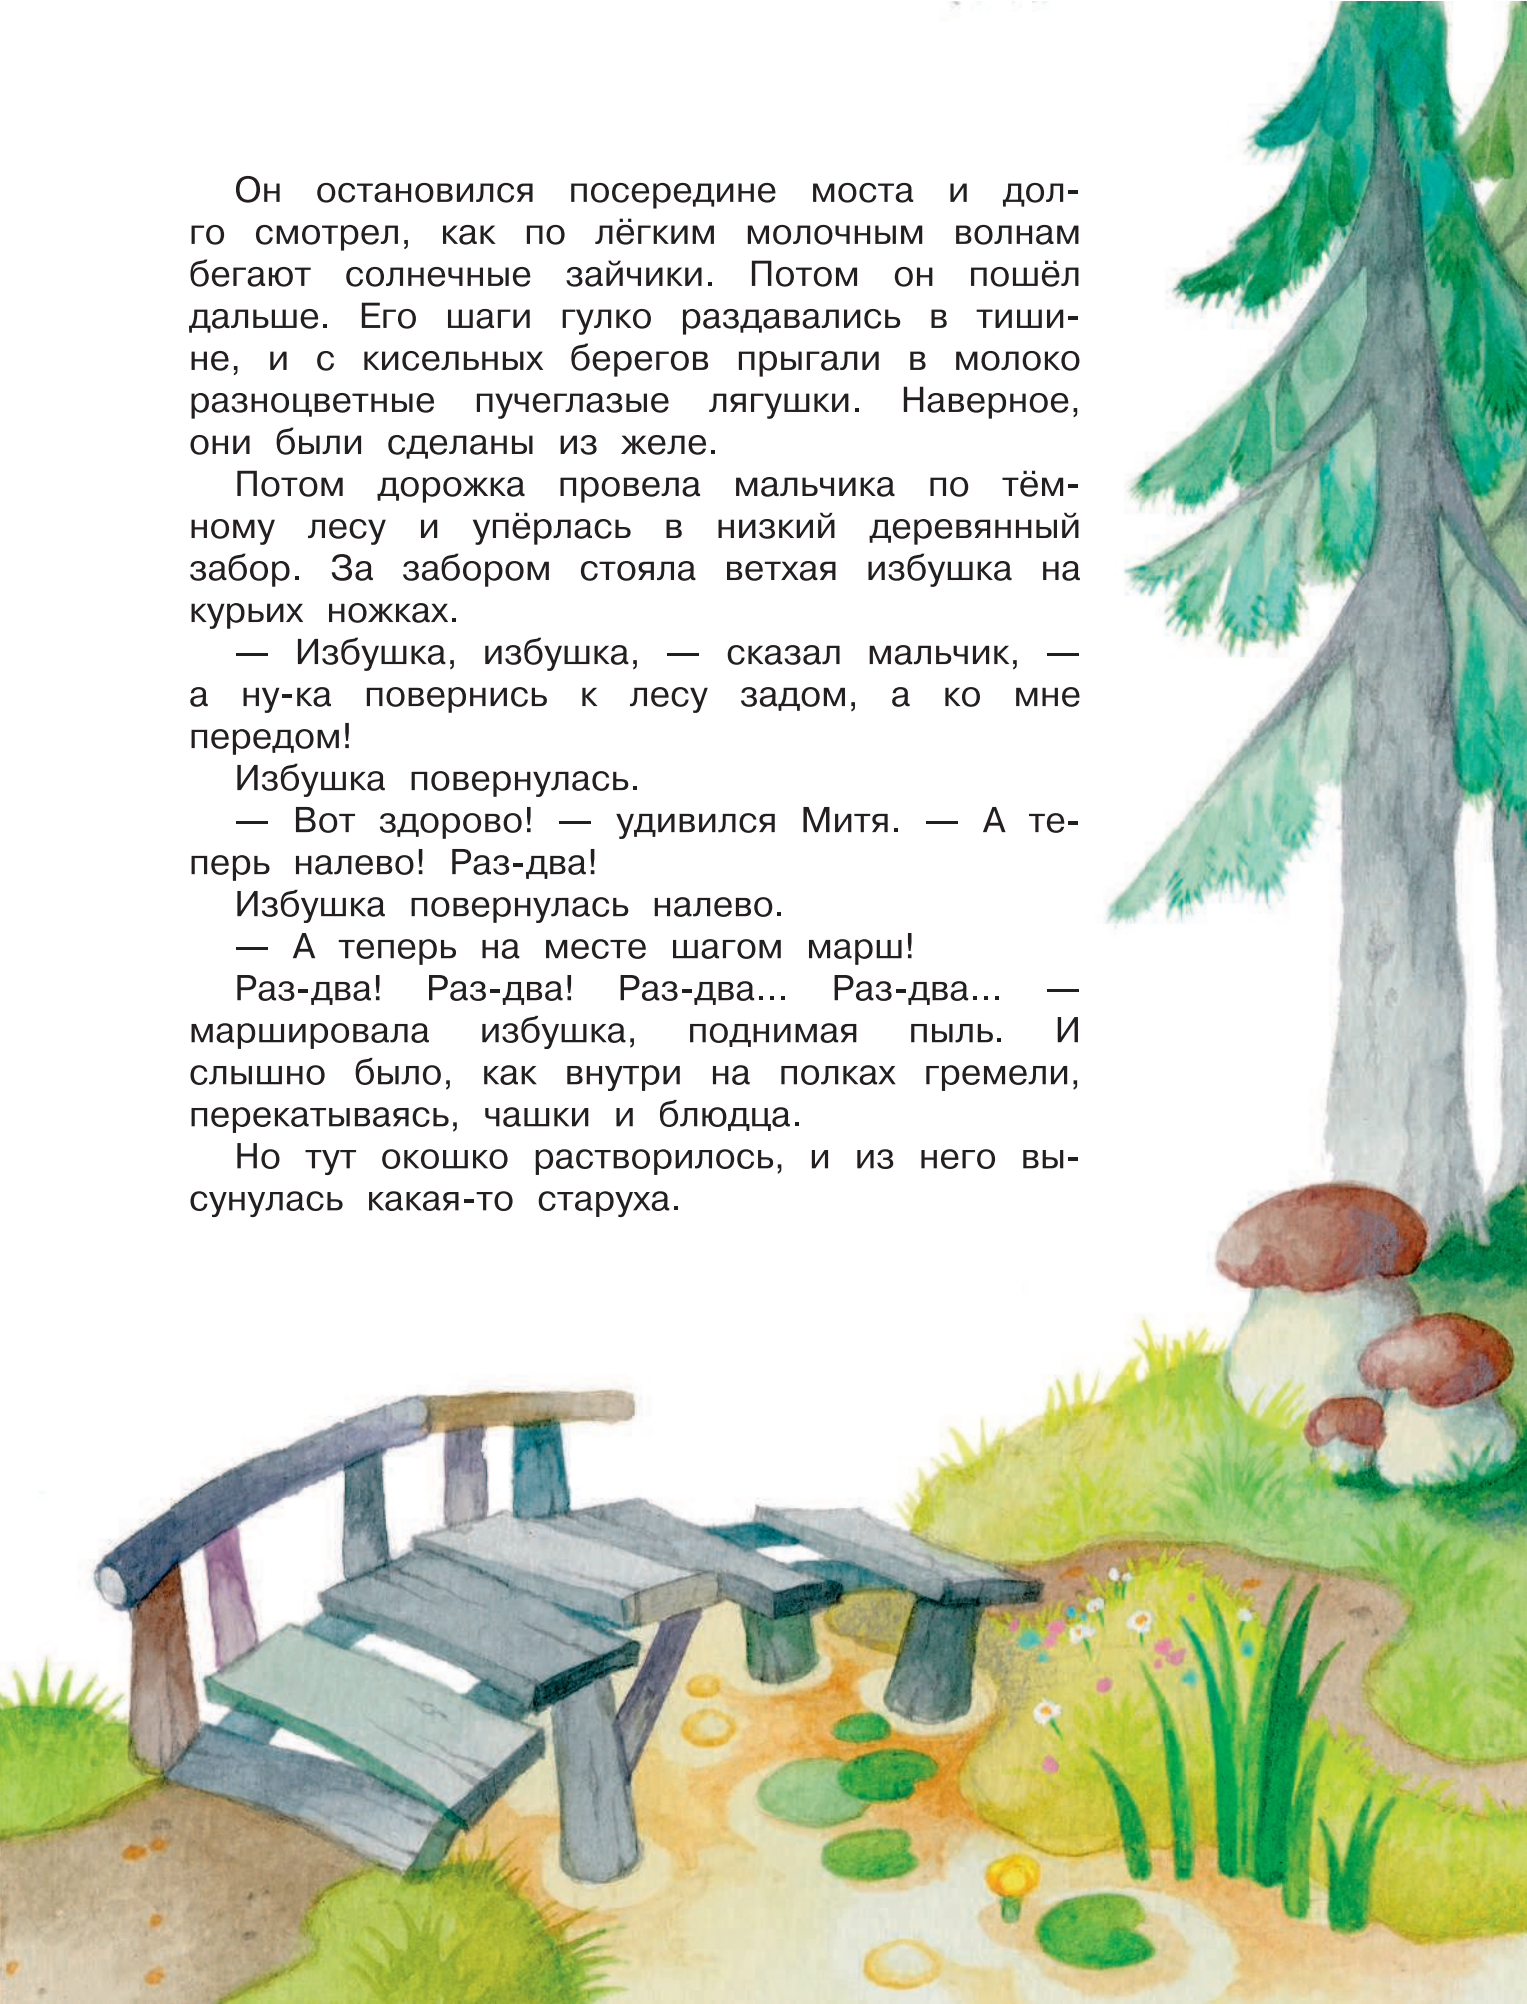 Он остановился посередине моста и дол-
го смотрел, как по лёгким молочным волнам
бегают солнечные зайчики. Потом он пошёл
дальше. Его шаги гулко раздавались в тиши-
не, и с кисельных берегов прыгали в молоко
разноцветные пучеглазые лягушки. Наверное,
они были сделаны из желе.
Потом дорожка провела мальчика по тём-
ному лесу и упёрлась в низкий деревянный
забор. За забором стояла ветхая избушка на
курьих ножках.
— Избушка, избушка, — сказал мальчик, —
а ну-ка повернись к лесу задом, а ко мне
передом!
Избушка повернулась.
— Вот здорово! — удивился Митя. — А те-
перь налево! Раз-два!
Избушка повернулась налево.
— А теперь на месте шагом марш!
Раз-два! Раз-два! Раз-два... Раз-два... —
маршировала избушка, поднимая пыль. И
слышно было, как внутри на полках гремели,
перекатываясь, чашки и блюдца.
Но тут окошко растворилось, и из него вы-
сунулась какая-то старуха.